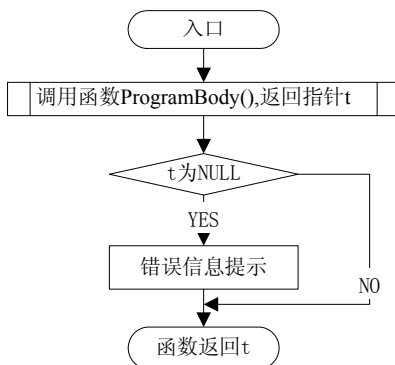 入口
调用函数ProgramBody(),返回指针t
t为NULL
YES
错误信息提示
NO
函数返回t